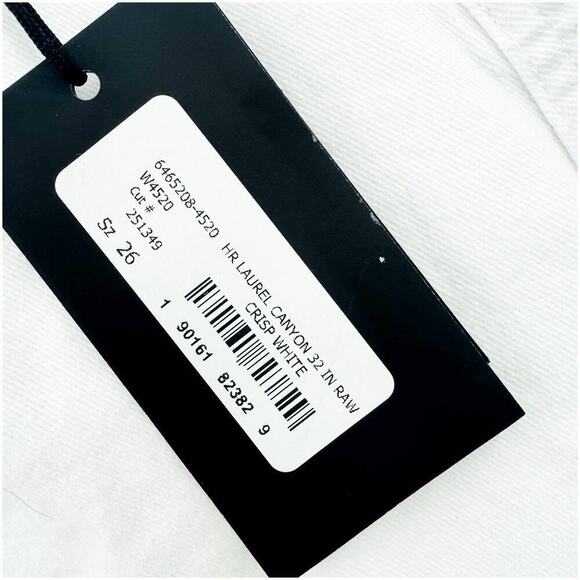 6465208-4520 HR LAUREL CANYON 32 IN RAW
W4520 CRISP WHITE
Cut #
251349
Sz 26
1 90161 82382 9